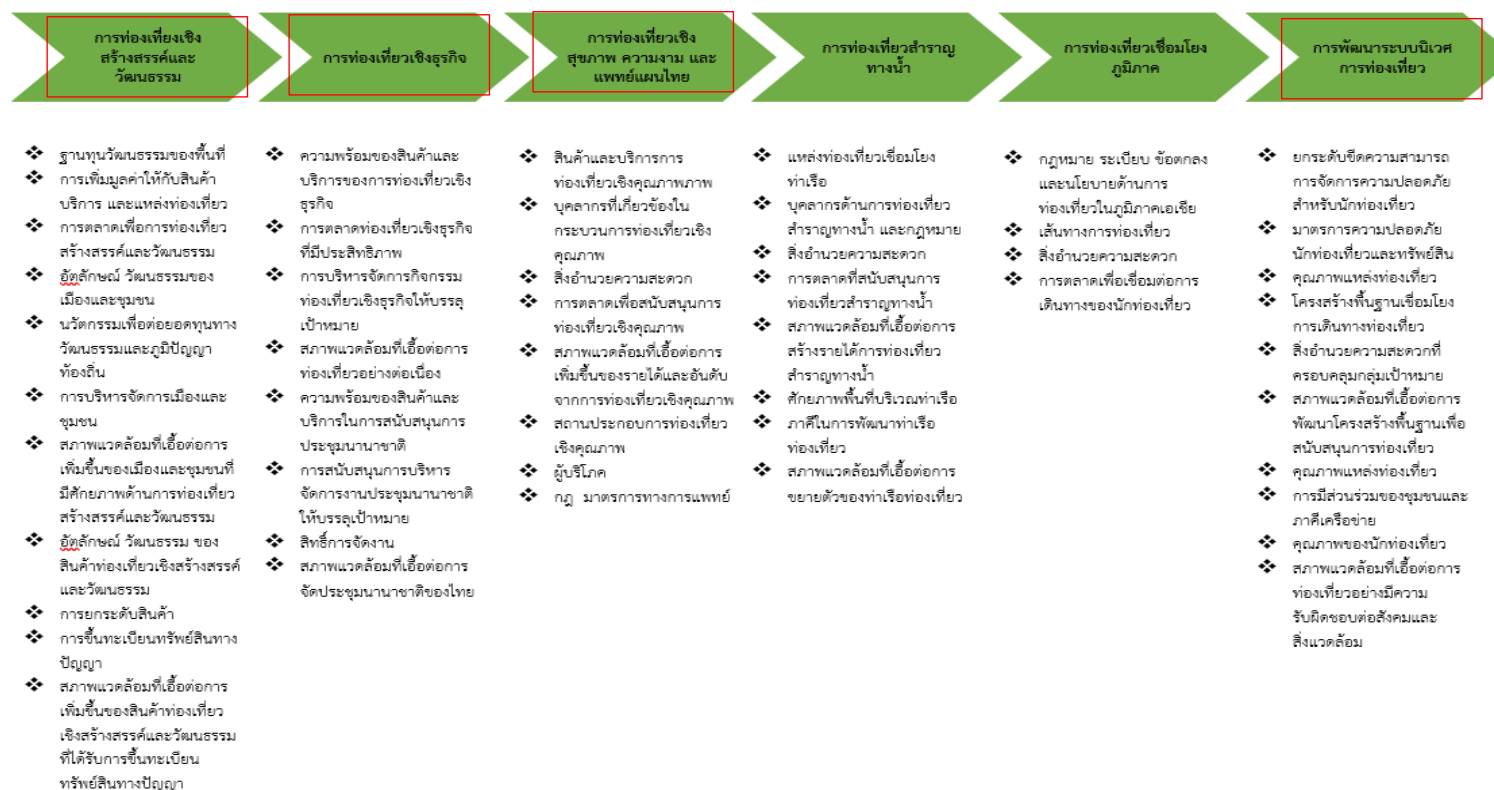 การท่องเที่ยงเชิง
สร้างสรรค์และ
วัฒนธรรม
การท่องเที่ยวเชิงธุรกิจ
การท่องเที่ยวเชิง
สุขภาพ ความงาม และ
แพทย์แผนไทย
การท่องเที่ยวสำราญ
ทางน้ำ
การท่องเที่ยวเชื่อมโยง
ภูมิภาค
การพัฒนาระบบนิเวศ
การท่องเที่ยว
❖ ฐานทุนวัฒนธรรมของพื้นที่
❖ การเพิ่มมูลค่าให้กับสินค้า
บริการ และแหล่งท่องเที่ยว
❖ การตลาดเพื่อการท่องเที่ยว
สร้างสรรค์และวัฒนธรรม
❖ อัตลักษณ์ วัฒนธรรมของ
เมืองและชุมชน
❖ นวัตกรรมเพื่อต่อยอดทุนทาง
วัฒนธรรมและภูมิปัญญา
ท้องถิ่น
❖ การบริหารจัดการเมืองและ
ชุมชน
❖ สภาพแวดล้อมที่เอื้อต่อการ
เพิ่มขึ้นของเมืองและชุมชนที่
มีศักยภาพด้านการท่องเที่ยว
สร้างสรรค์และวัฒนธรรม
❖ อัตลักษณ์ วัฒนธรรม ของ
สินค้าท่องเที่ยวเชิงสร้างสรรค์
และวัฒนธรรม
❖ การยกระดับสินค้า
❖ การขึ้นทะเบียนทรัพย์สินทาง
ปัญญา
❖ สภาพแวดล้อมที่เอื้อต่อการ
เพิ่มขึ้นของสินค้าท่องเที่ยว
เชิงสร้างสรรค์และวัฒนธรรม
ที่ได้รับการขึ้นทะเบียน
ทรัพย์สินทางปัญญา
❖ ความพร้อมของสินค้าและ
บริการของการท่องเที่ยวเชิง
ธุรกิจ
❖ การตลาดท่องเที่ยวเชิงธุรกิจ
ที่มีประสิทธิภาพ
❖ การบริหารจัดการกิจกรรม
ท่องเที่ยวเชิงธุรกิจให้บรรลุ
เป้าหมาย
❖ สภาพแวดล้อมที่เอื้อต่อการ
ท่องเที่ยวอย่างต่อเนื่อง
❖ ความพร้อมของสินค้าและ
บริการในการสนับสนุนการ
ประชุมนานาชาติ
❖ การสนับสนุนการบริหาร
จัดการงานประชุมนานาชาติ
ให้บรรลุเป้าหมาย
❖ สิทธิ์การจัดงาน
❖ สภาพแวดล้อมที่เอื้อต่อการ
จัดประชุมนานาชาติของไทย
❖ สินค้าและบริการการ
ท่องเที่ยวเชิงคุณภาพภาพ
❖ บุคลากรที่เกี่ยวข้องใน
กระบวนการท่องเที่ยวเชิง
คุณภาพ
❖ สิ่งอำนวยความสะดวก
❖ การตลาดเพื่อสนับสนุนการ
ท่องเที่ยวเชิงคุณภาพ
❖ สภาพแวดล้อมที่เอื้อต่อการ
เพิ่มขึ้นของรายได้และอันดับ
จากการท่องเที่ยวเชิงคุณภาพ
❖ สถานประกอบการท่องเที่ยว
เชิงคุณภาพ
❖ ผู้บริโภค
❖ กฎ มาตรการทางการแพทย์
❖ แหล่งท่องเที่ยวเชื่อมโยง
ท่าเรือ
❖ บุคลากรด้านการท่องเที่ยว
สำราญทางน้ำ และกฎหมาย
❖ สิ่งอำนวยความสะดวก
❖ การตลาดที่สนับสนุนการ
ท่องเที่ยวสำราญทางน้ำ
❖ สภาพแวดล้อมที่เอื้อต่อการ
สร้างรายได้การท่องเที่ยว
สำราญทางน้ำ
❖ ศักยภาพพื้นที่บริเวณท่าเรือ
❖ ภาคีในการพัฒนาท่าเรือ
ท่องเที่ยว
❖ สภาพแวดล้อมที่เอื้อต่อการ
ขยายตัวของท่าเรือท่องเที่ยว
❖ กฎหมาย ระเบียบ ข้อตกลง
และนโยบายด้านการ
ท่องเที่ยวในภูมิภาคเอเชีย
❖ เส้นทางการท่องเที่ยว
❖ สิ่งอำนวยความสะดวก
❖ การตลาดเพื่อเชื่อมต่อการ
เดินทางของนักท่องเที่ยว
❖ ยกระดับขีดความสามารถ
การจัดการความปลอดภัย
สำหรับนักท่องเที่ยว
❖ มาตรการความปลอดภัย
นักท่องเที่ยวและทรัพย์สิน
❖ คุณภาพแหล่งท่องเที่ยว
❖ โครงสร้างพื้นฐานเชื่อมโยง
การเดินทางท่องเที่ยว
❖ สิ่งอำนวยความสะดวกที่
ครอบคลุมกลุ่มเป้าหมาย
❖ สภาพแวดล้อมที่เอื้อต่อการ
พัฒนาโครงสร้างพื้นฐานเพื่อ
สนับสนุนการท่องเที่ยว
❖ คุณภาพแหล่งท่องเที่ยว
❖ การมีส่วนร่วมของชุมชนและ
ภาคีเครือข่าย
❖ คุณภาพของนักท่องเที่ยว
❖ สภาพแวดล้อมที่เอื้อต่อการ
ท่องเที่ยวอย่างมีความ
รับผิดชอบต่อสังคมและ
สิ่งแวดล้อม